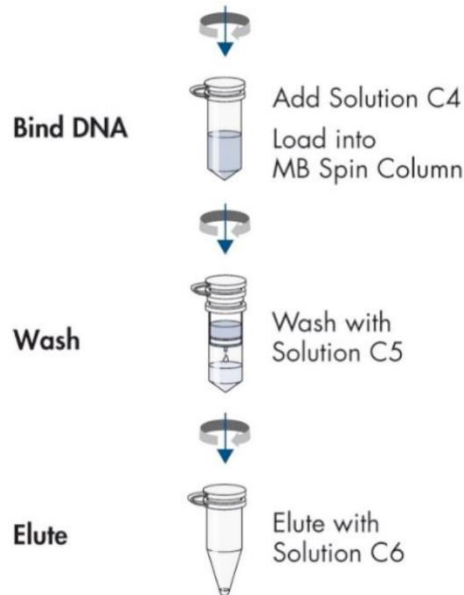 Bind DNA
Add Solution C4
Load into
MB Spin Column
Wash
Wash with
Solution C5
Elute
Elute with
Solution C6